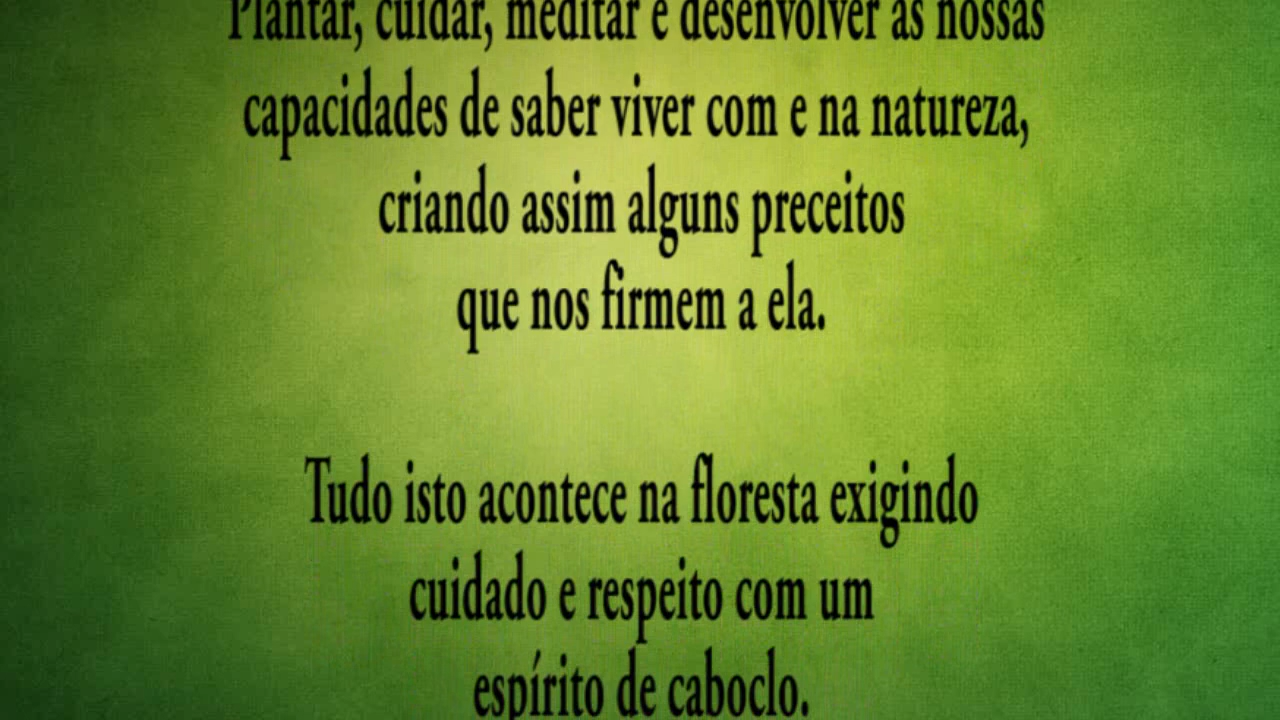 Plantar, cuidar, meditar e desenvolver as nossas
capacidades de saber viver com e na natureza,
criando assim alguns preceitos
que nos firmem a ela.
Tudo isto acontece na floresta exigindo
cuidado e respeito com um
espírito de caboclo.